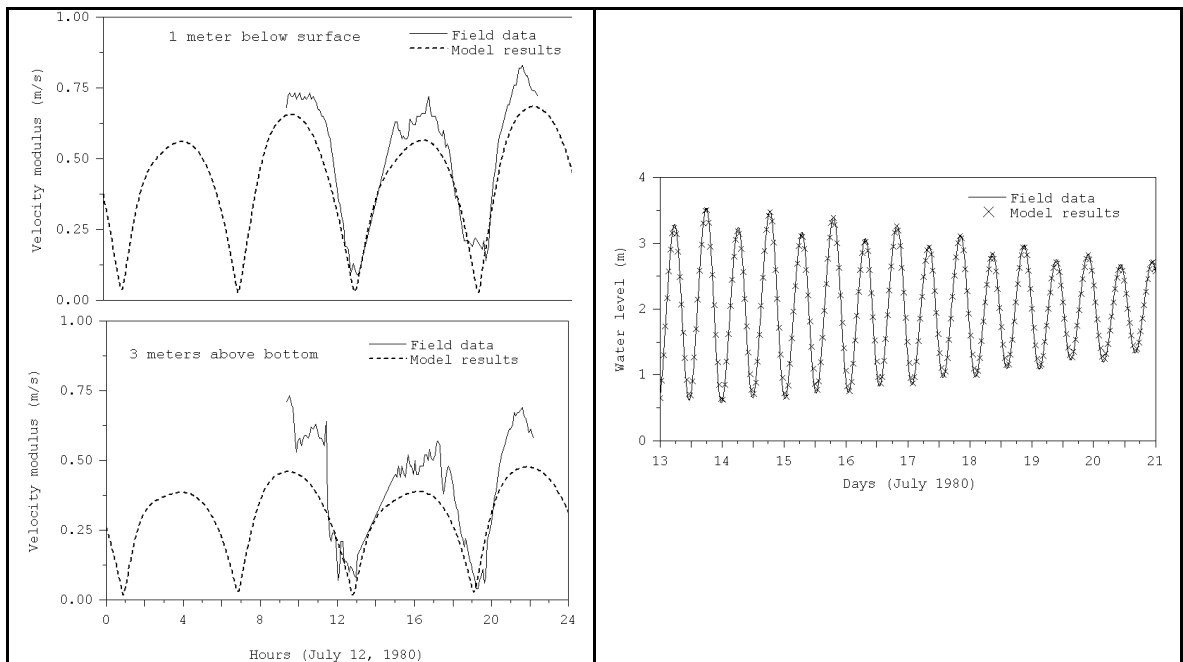 1.00
1 meter below surface
Field data
Model results
0.75
0.50
0.25
0.00
Velocity modulus (m/s)
1.00
3 meters above bottom
Field data
Model results
0.75
0.50
0.25
0.00
Velocity modulus (m/s)
0 4 8 12 16 20 24
Hours (July 12, 1980)
4
Field data
Model results
3
2
1
0
Water level (m)
13 14 15 16 17 18 19 20 21
Days (July 1980)